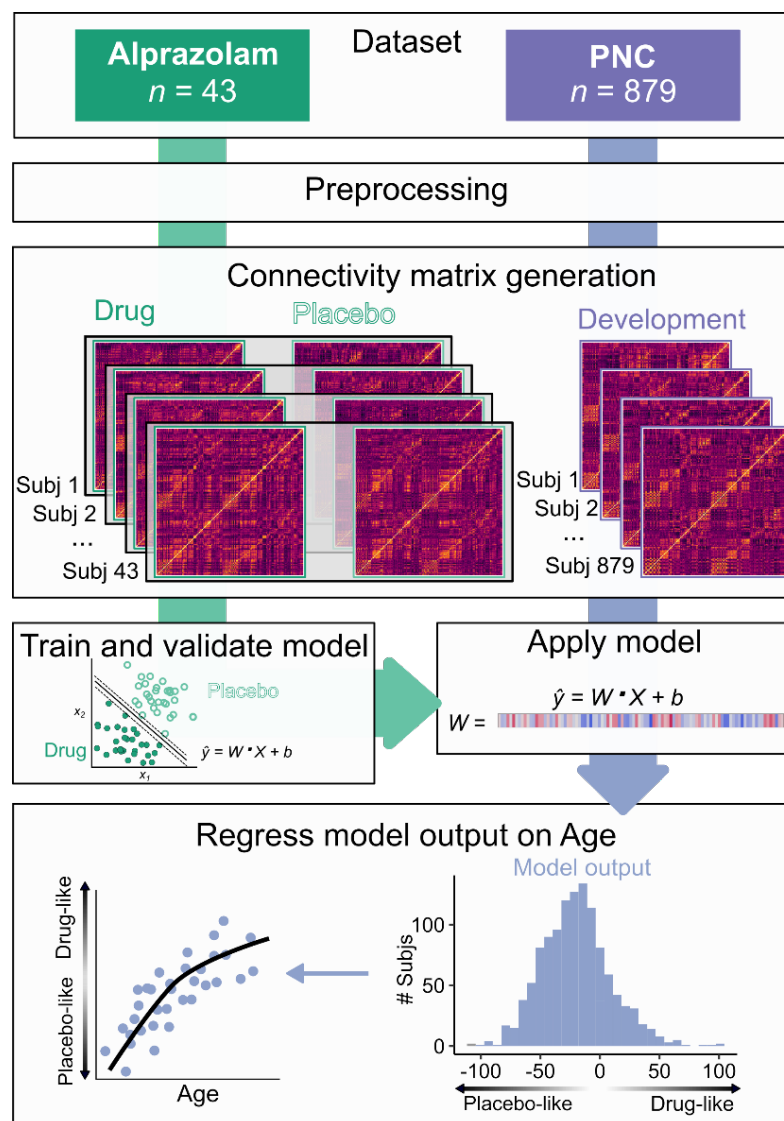 Dataset
Alprazolam
n = 43
PNC
n = 879
Preprocessing
Connectivity matrix generation
Drug
Placebo
Development
Subj 1
Subj 2
...
Subj 43
Subj 1
Subj 2
...
Subj 879
Train and validate model
Placebo
x2
Drug
x1
ŷ = W ▪ X + b
Apply model
ŷ = W ▪ X + b
W =
Regress model output on Age
Drug-like
Placebo-like
Age
Model output
# Subjs
100
50
0
-100 -50 0 50 100
Placebo-like Drug-like